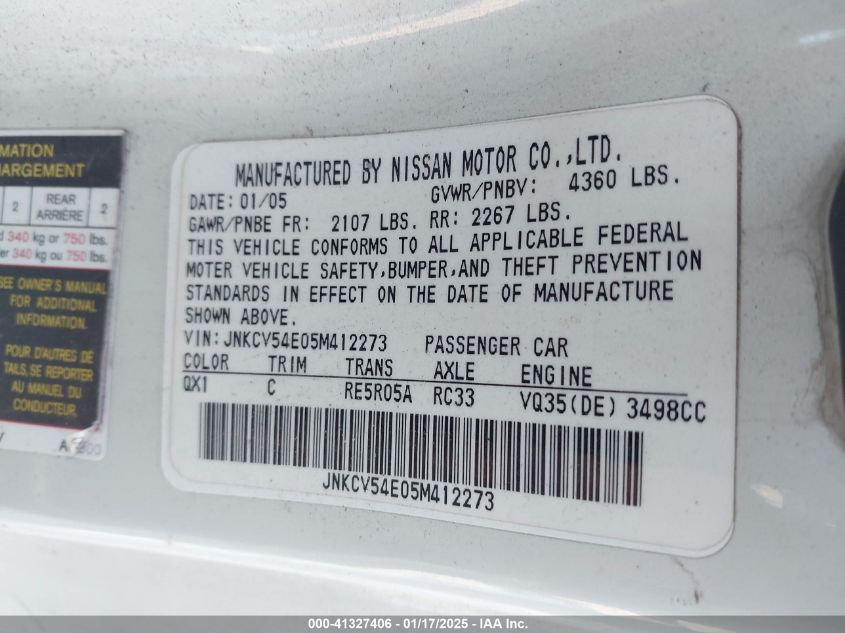 MANUFACTURED BY NISSAN MOTOR CO.,LTD.
DATE: 01/05 GVWR/PNBV: 4360 LBS.
GAWR/PNBE FR: 2107 LBS. RR: 2267 LBS.
THIS VEHICLE CONFORMS TO ALL APPLICABLE FEDERAL
MOTER VEHICLE SAFETY,BUMPER,AND THEFT PREVENTION
STANDARDS IN EFFECT ON THE DATE OF MANUFACTURE
SHOWN ABOVE.
VIN:JNKCV54E05M412273 PASSENGER CAR
COLOR TRIM TRANS AXLE ENGINE
QX1 C RE5R05A RC33 VQ35(DE) 3498CC
JNKCV54E05M412273
2 REAR 2
ARRIÈRE
340 kg or 750 lbs.
340 kg ou 750 lbs.
SEE OWNER'S MANUAL
FOR ADDITIONAL
INFORMATION.
POUR D'AUTRES
SE REPORTER
AU MANUEL DU
CONDUCTEUR.
000-41327406 - 01/17/2025 - IAA Inc.